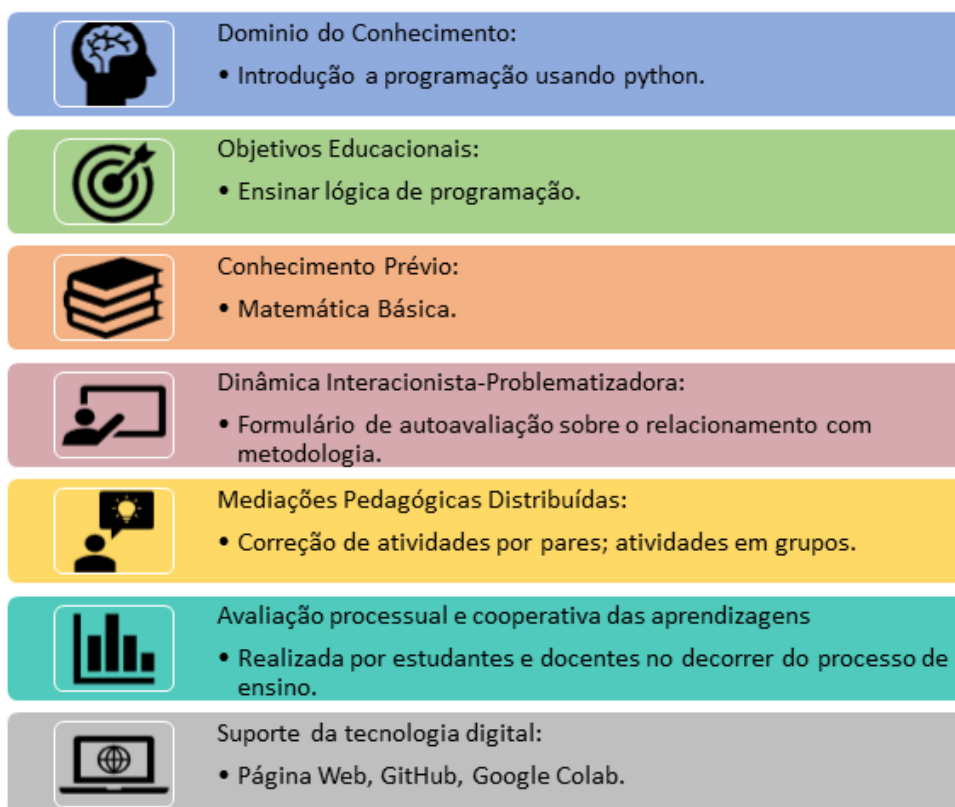 Dominio do Conhecimento:
• Introdução a programação usando python.
Objetivos Educacionais:
• Ensinar lógica de programação.
Conhecimento Prévio:
• Matemática Básica.
Dinâmica Interacionista-Problematizadora:
• Formulário de autoavaliação sobre o relacionamento com
metodologia.
Mediações Pedagógicas Distribuídas:
• Correção de atividades por pares; atividades em grupos.
Avaliação processual e cooperativa das aprendizagens
• Realizada por estudantes e docentes no decorrer do processo de
ensino.
Suporte da tecnologia digital:
• Página Web, GitHub, Google Colab.